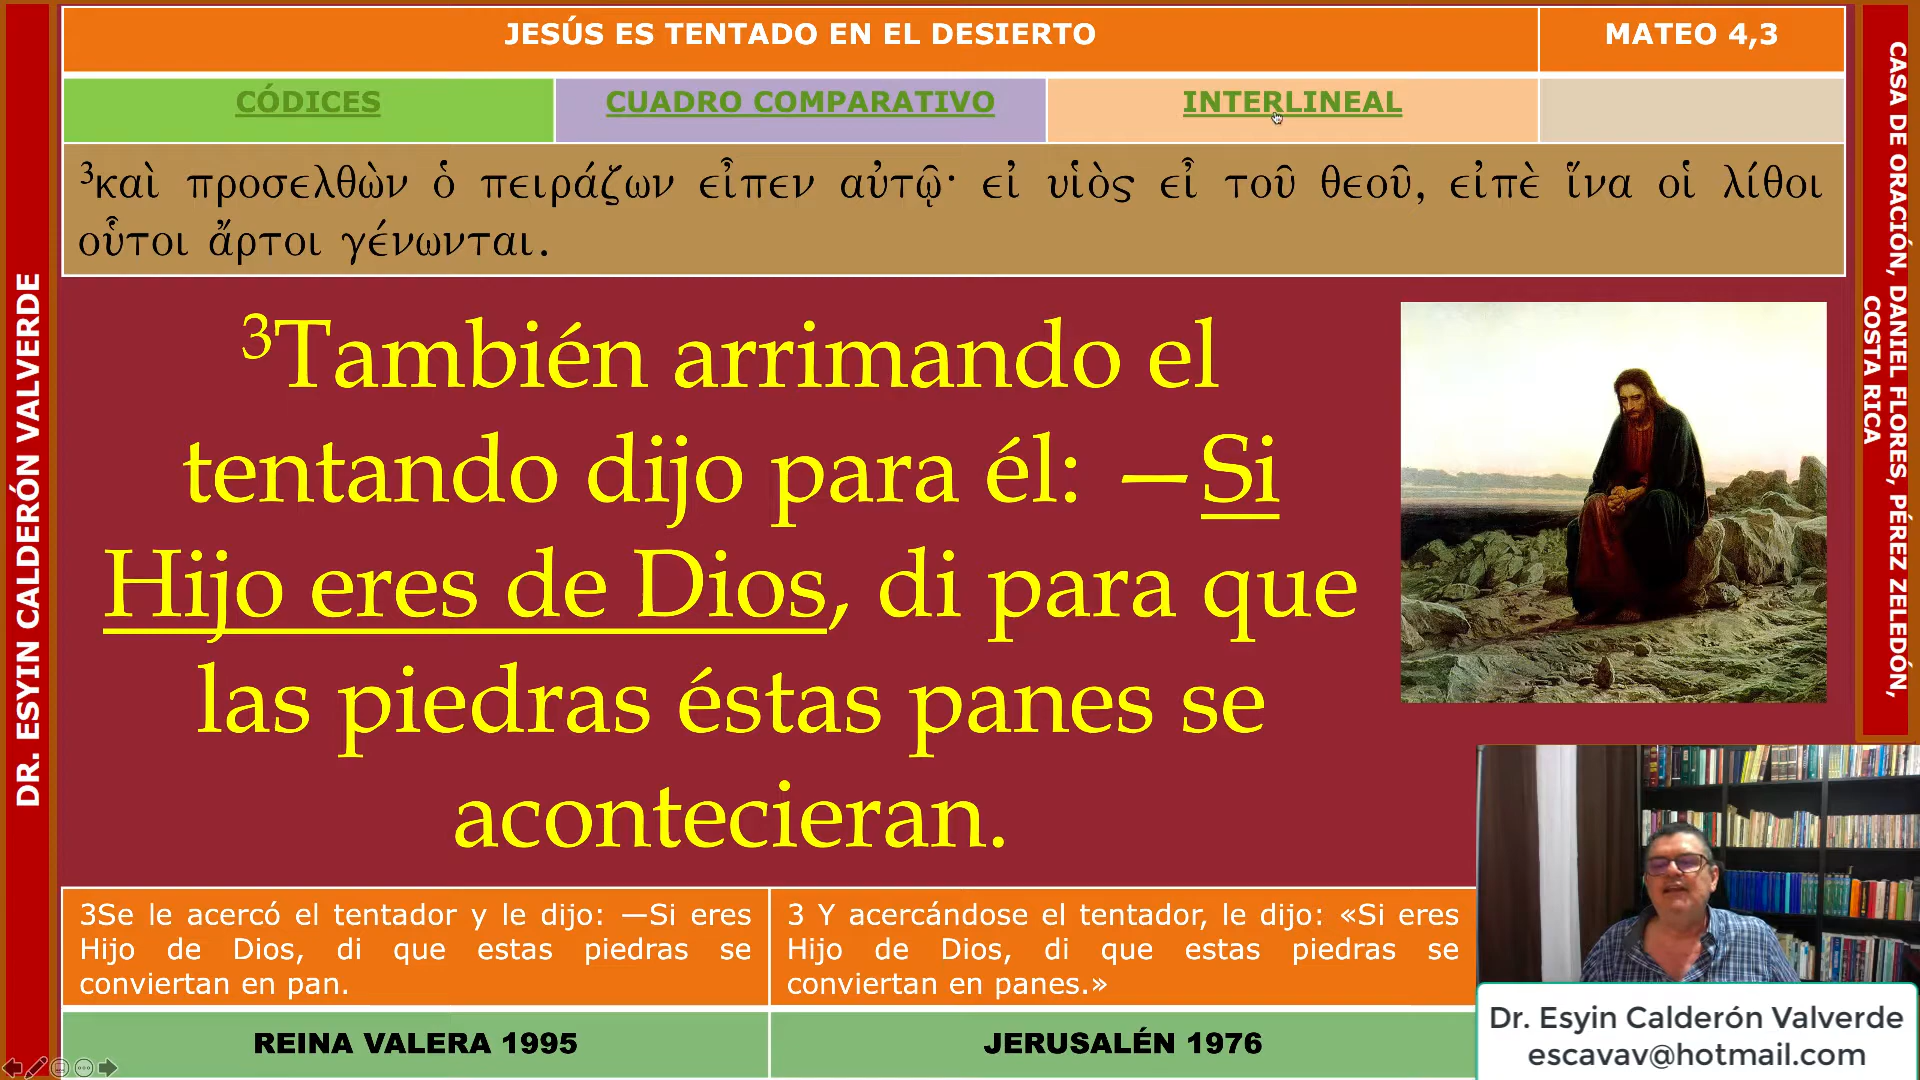 JESÚS ES TENTADO EN EL DESIERTO
MATEO 4,3
CÓDICES
CUADRO COMPARATIVO
INTERLINEAL
³καὶ προσελθὼν ὁ πειράζων εἶπεν αὐτῷ· εἰ υἱὸς εἶ τοῦ θεοῦ, εἰπὲ ἵνα οἱ λίθοι
οὗτοι ἄρτοι γένωνται.
³También arrimando el
tentando dijo para él: —Si
Hijo eres de Dios, di para que
las piedras éstas panes se
acontecieran.
3Se le acercó el tentador y le dijo: —Si eres
Hijo de Dios, di que estas piedras se
conviertan en pan.
3 Y acercándose el tentador, le dijo: «Si eres
Hijo de Dios, di que estas piedras se
conviertan en panes.»
REINA VALERA 1995
JERUSALÉN 1976
DR. ESYIN CALDERÓN VALVERDE
CASA DE ORACIÓN, DANIEL FLORES, PÉREZ ZELEDÓN,
COSTA RICA
Dr. Esyin Calderón Valverde
escavav@hotmail.com